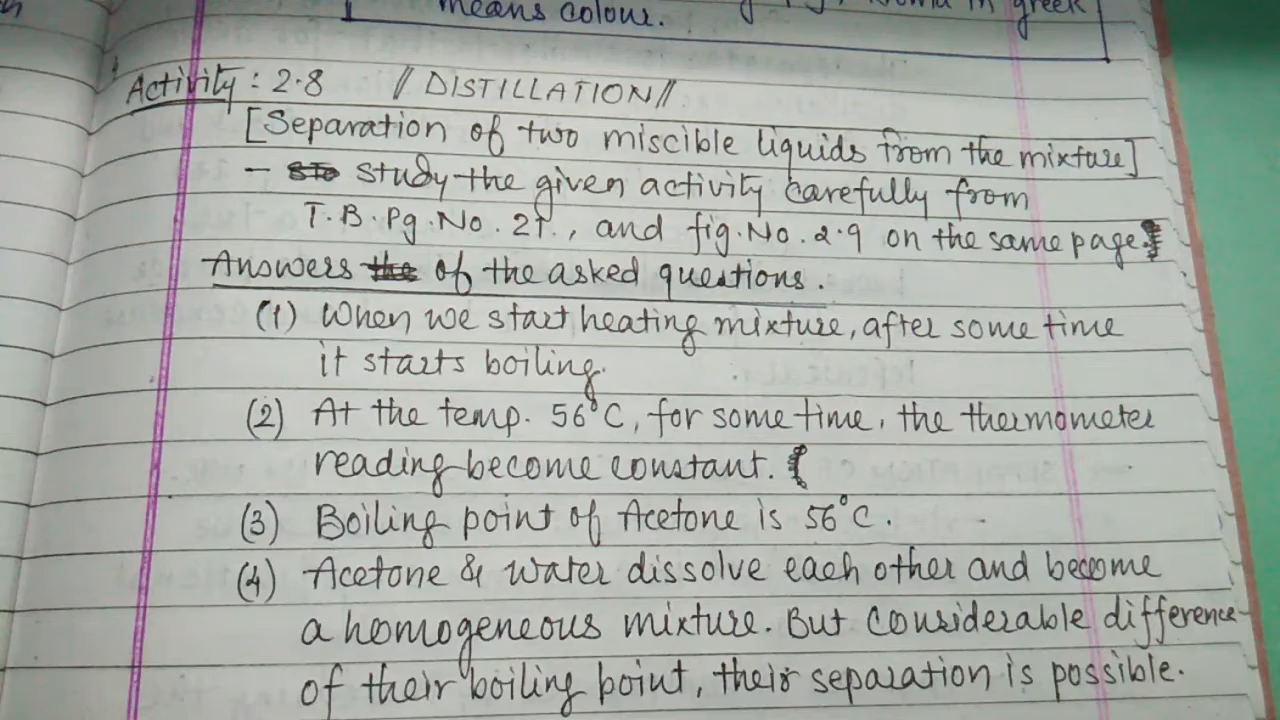 means colour. in greek
Activity : 2.8 // DISTILLATION //
[Separation of two miscible liquids from the mixture]
- study the given activity carefully from
T.B. Pg. No. 21., and fig. No. 2.9 on the same page.
Answers of the asked questions.
(1) When we start heating mixture, after some time
it starts boiling.
(2) At the temp. 56°C, for some time, the thermometer
reading become constant.
(3) Boiling point of Acetone is 56°C.
(4) Acetone & water dissolve each other and become
a homogeneous mixture. But considerable difference
of their boiling point, their separation is possible.